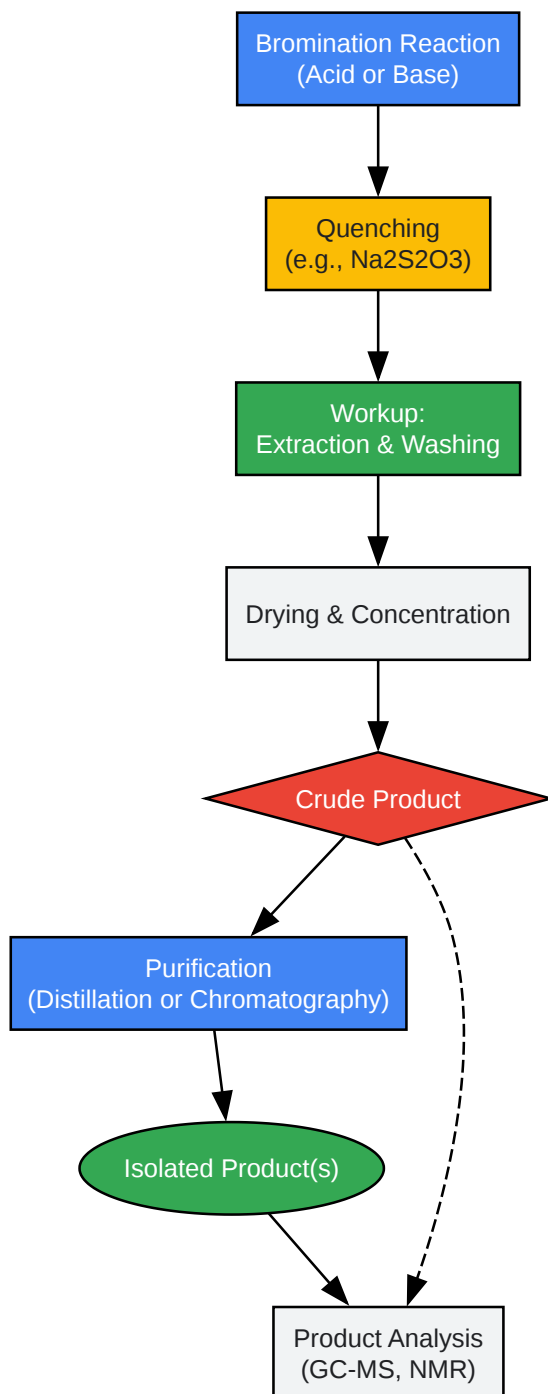 Bromination Reaction
(Acid or Base)
Quenching
(e.g., Na2S2O3)
Workup:
Extraction & Washing
Drying & Concentration
Crude Product
Purification
(Distillation or Chromatography)
Isolated Product(s)
Product Analysis
(GC-MS, NMR)